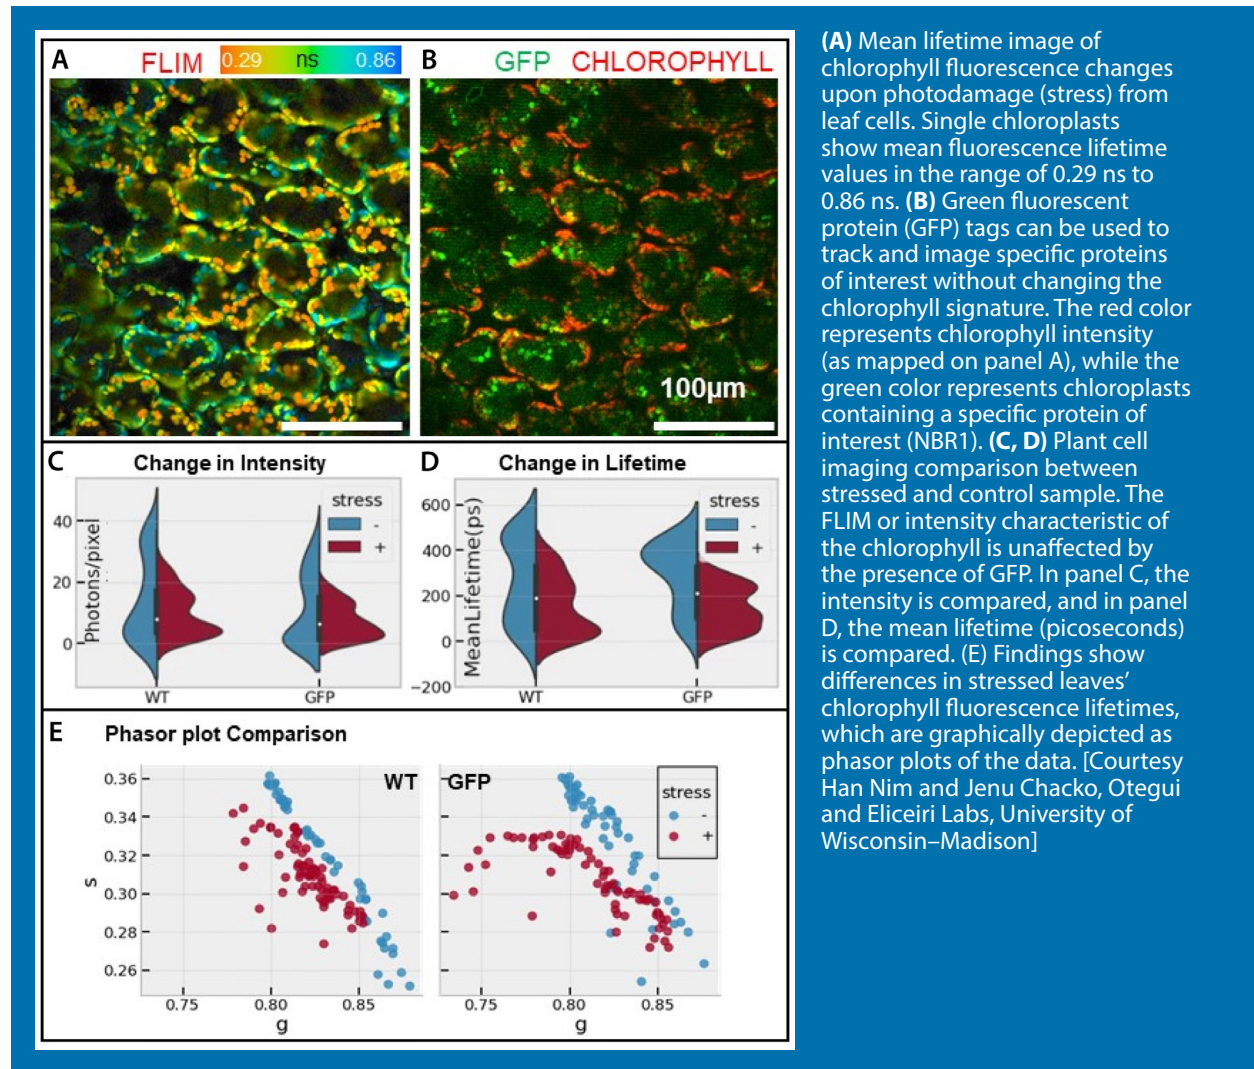 A FLIM 0.29 ns 0.86
B GFP CHLOROPHYLL
100µm
C Change in Intensity
Photons/pixel
40
20
0
stress
-
+
WT GFP
D Change in Lifetime
MeanLifetime(ps)
600
400
200
0
−200
stress
-
+
WT GFP
E Phasor plot Comparison
WT
GFP
s
0.36
0.34
0.32
0.30
0.28
0.26
0.75 0.80 0.85
g
stress
-
+
0.75 0.80 0.85
g
(A) Mean lifetime image of
chlorophyll fluorescence changes
upon photodamage (stress) from
leaf cells. Single chloroplasts
show mean fluorescence lifetime
values in the range of 0.29 ns to
0.86 ns. (B) Green fluorescent
protein (GFP) tags can be used to
track and image specific proteins
of interest without changing the
chlorophyll signature. The red color
represents chlorophyll intensity
(as mapped on panel A), while the
green color represents chloroplasts
containing a specific protein of
interest (NBR1). (C, D) Plant cell
imaging comparison between
stressed and control sample. The
FLIM or intensity characteristic of
the chlorophyll is unaffected by
the presence of GFP. In panel C, the
intensity is compared, and in panel
D, the mean lifetime (picoseconds)
is compared. (E) Findings show
differences in stressed leaves’
chlorophyll fluorescence lifetimes,
which are graphically depicted as
phasor plots of the data. [Courtesy
Han Nim and Jenu Chacko, Otegui
and Eliceiri Labs, University of
Wisconsin–Madison]